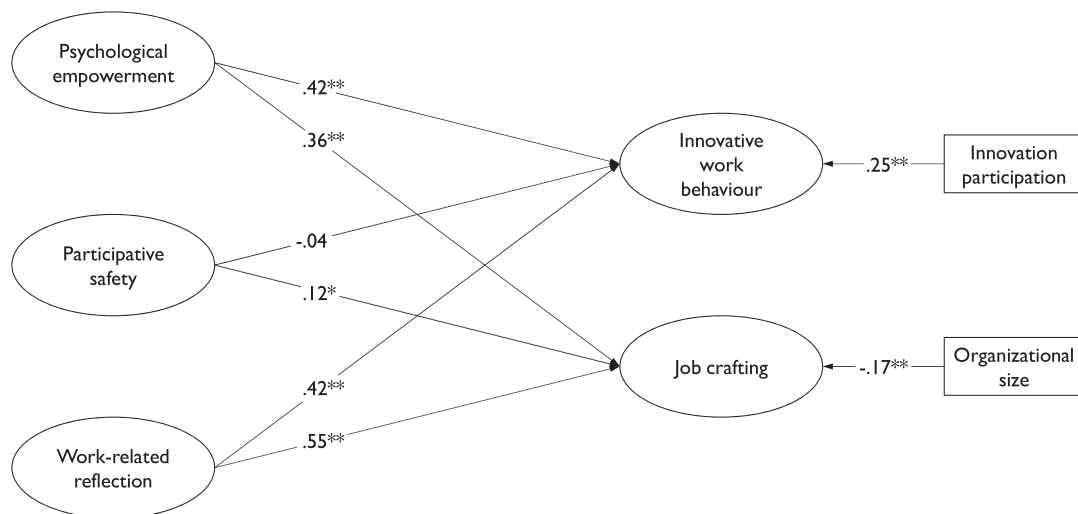 Psychological
empowerment
.42**
.36**
Innovative
work
behaviour
.25**
Innovation
participation
Participative
safety
-.04
.12*
Job crafting
-.17**
Organizational
size
.42**
.55**
Work-related
reflection